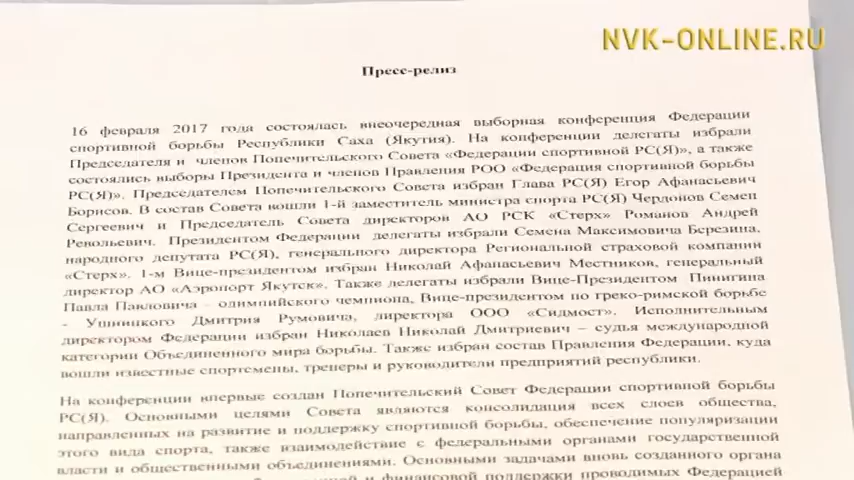 NVK-ONLINE.RU
Пресс-релиз
16 февраля 2017 года состоялась внеочередная выборная конференция Федерации
спортивной борьбы Республики Саха (Якутия). На конференции делегаты избрали
Председателя и членов Попечительского Совета «Федерации спортивной РС(Я)», а также
состоялись выборы Президента и членов Правления РОО «Федерация спортивной борьбы
РС(Я)». Председателем Попечительского Совета избран Глава РС(Я) Егор Афанасьевич
Борисов. В состав Совета вошли 1-й заместитель министра спорта РС(Я) Чердонов Семен
Сергеевич и Председатель Совета директоров АО РСК «Стерх» Романов Андрей
Револьевич. Президентом Федерации делегаты избрали Семена Максимовича Березина,
народного депутата РС(Я), генерального директора Региональной страховой компании
«Стерх». 1-м Вице-президентом избран Николай Афанасьевич Местников, генеральный
директор АО «Аэропорт Якутск». Также делегаты избрали Вице-Президентом Пинигина
Павла Павловича – олимпийского чемпиона, Вице-президентом по греко-римской борьбе
- Ушницкого Дмитрия Румовича, директора ООО «Сидмост». Исполнительным
директором Федерации избран Николаев Николай Дмитриевич – судья международной
категории Объединенного мира борьбы. Также избран состав Правления Федерации, куда
вошли известные спортсмены, тренеры и руководители предприятий республики.
На конференции впервые создан Попечительский Совет Федерации спортивной борьбы
РС(Я). Основными целями Совета являются консолидация всех слоев общества,
направленных на развитие и поддержку спортивной борьбы, обеспечение популяризации
этого вида спорта, также взаимодействие с федеральными органами государственной
власти и общественными объединениями. Основными задачами вновь созданного органа
и финансовой поддержки проводимых Федерацией